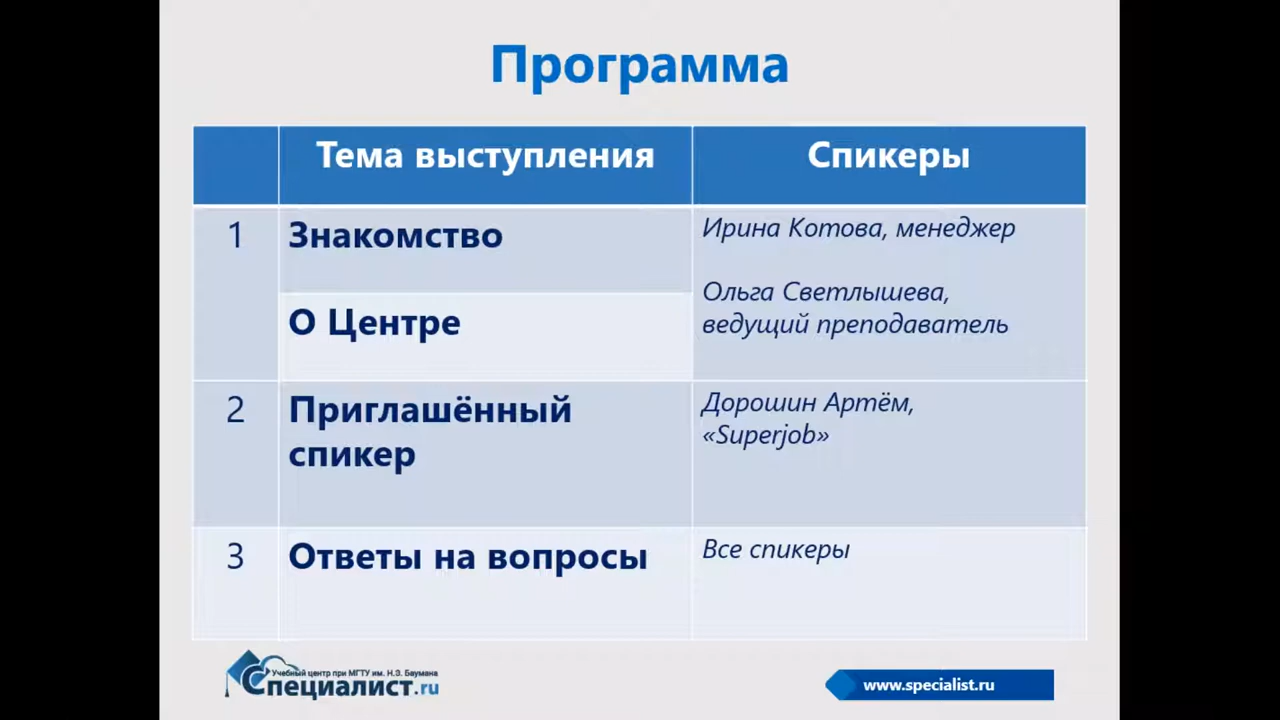 Программа
Тема выступления
Спикеры
1
Знакомство
Ирина Котова, менеджер
О Центре
Ольга Светлышева,
ведущий преподаватель
2
Приглашённый
спикер
Дорошин Артём,
«Superjob»
3
Ответы на вопросы
Все спикеры
Учебный центр при МГТУ им. Н.Э. Баумана
Специалист.ru
www.specialist.ru